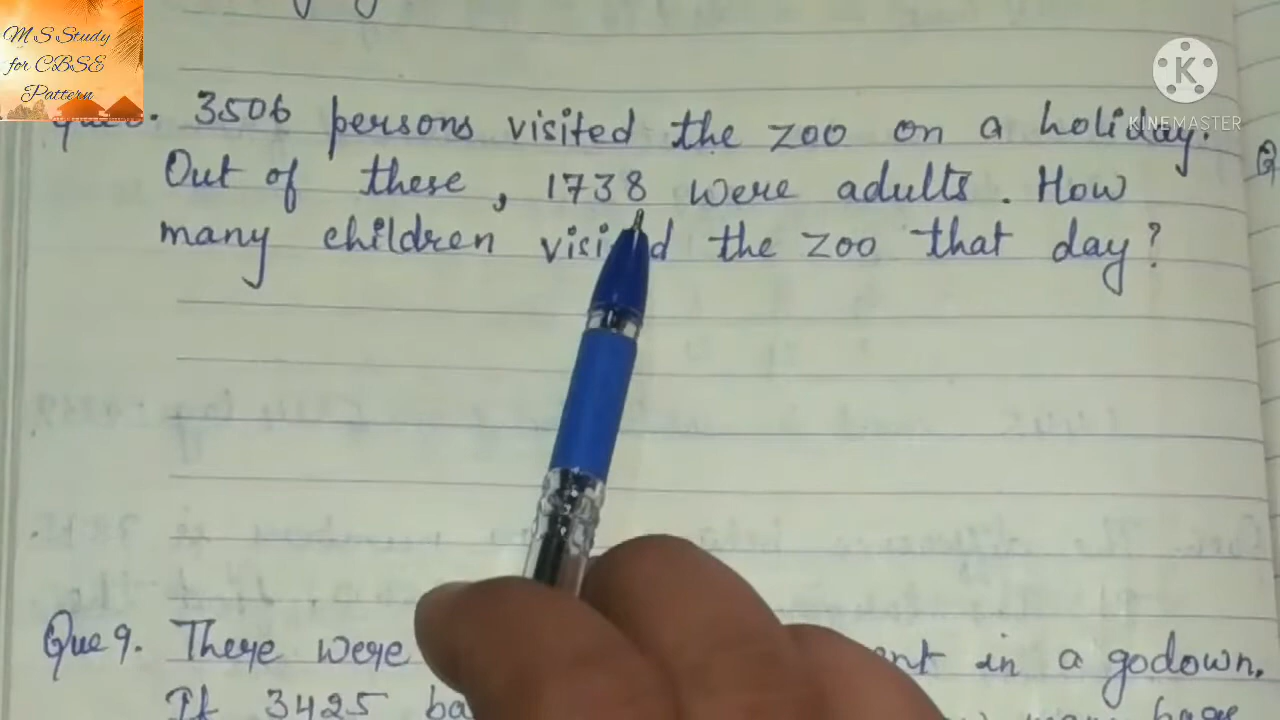 M S Study
for CBSE
Pattern
K
KINEMASTER
3506 persons visited the zoo on a holiday.
Out of these, 1738 were adults. How
many children visited the zoo that day?
Que 9. There were in a godown.
If 3425